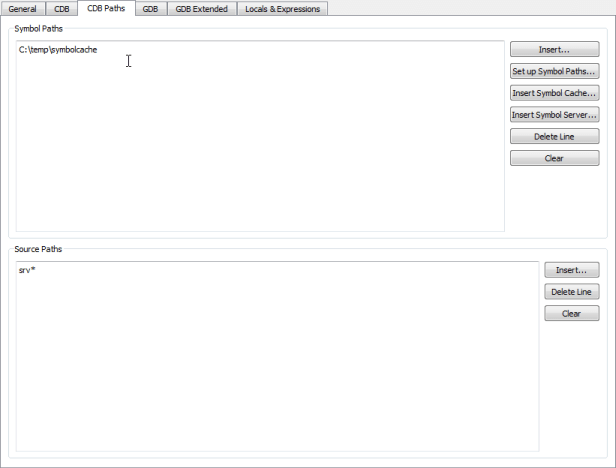 General CDB CDB Paths GDB GDB Extended Locals & Expressions
Symbol Paths
C:\temp\symbolcache
Insert...
Set up Symbol Paths...
Insert Symbol Cache...
Insert Symbol Server...
Delete Line
Clear
Source Paths
srv*
Insert...
Delete Line
Clear